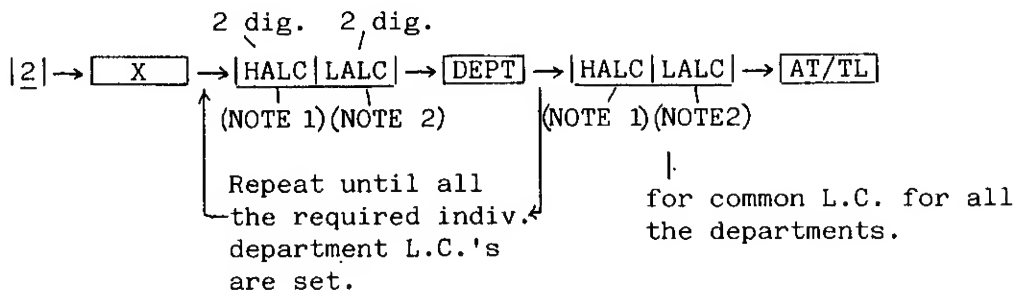 2 dig. 2 dig.
|2| → X → |HALC|LALC| → DEPT → |HALC|LALC| → AT/TL
(NOTE 1) (NOTE 2) (NOTE 1) (NOTE2)
Repeat until all
the required indiv.
department L.C.'s
are set.
for common L.C. for all
the departments.